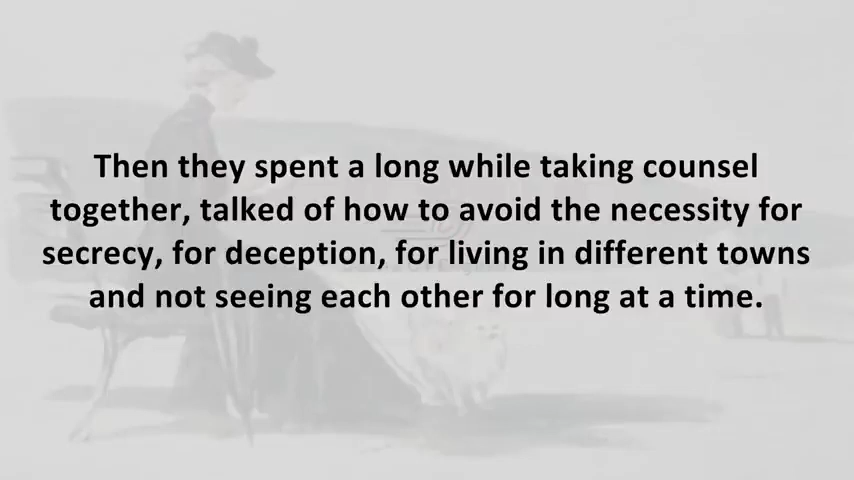 Then they spent a long while taking counsel
together, talked of how to avoid the necessity for
secrecy, for deception, for living in different towns
and not seeing each other for long at a time.